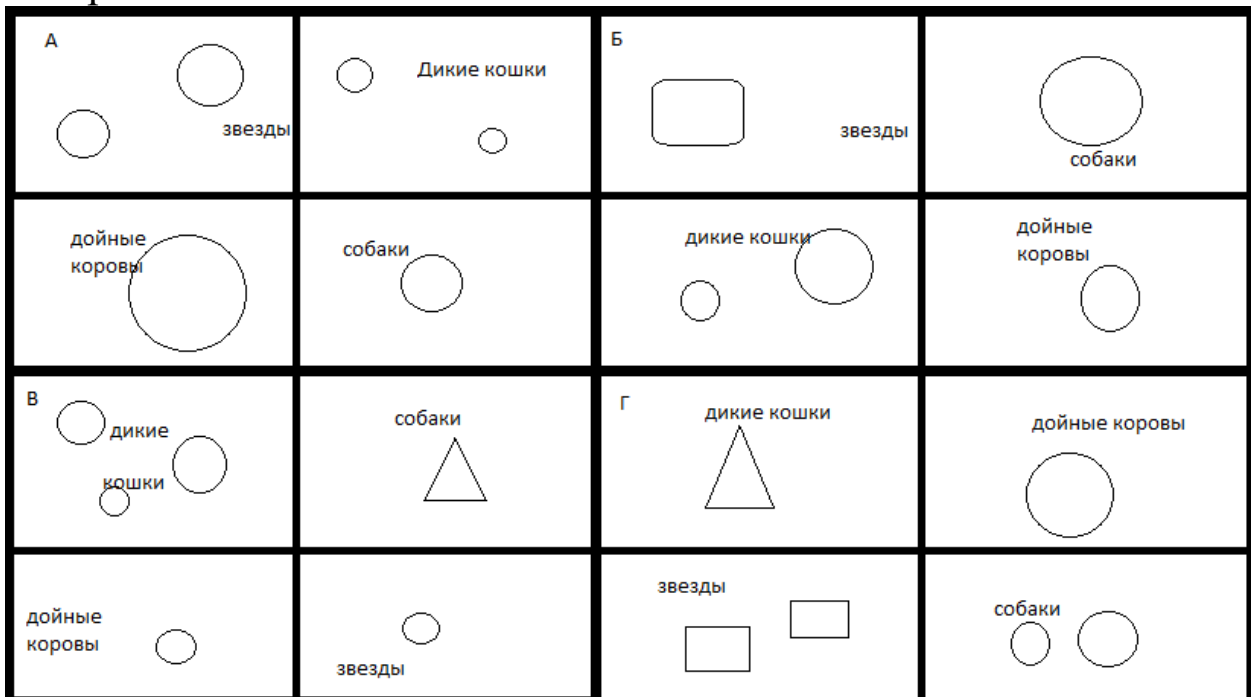 А
звезды
Дикие кошки
Б
звезды
собаки
дойные
коровы
собаки
дикие кошки
дойные
коровы
В
дикие
кошки
собаки
Г
дикие кошки
дойные коровы
дойные
коровы
звезды
звезды
собаки